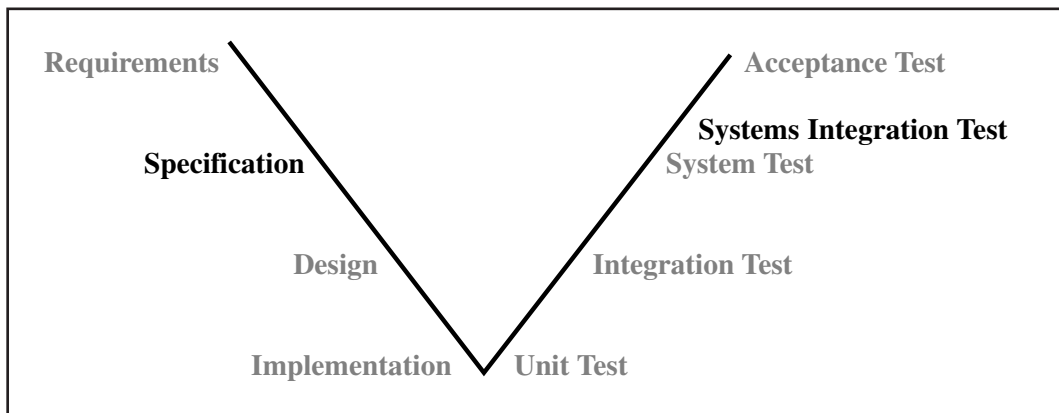 Requirements
Acceptance Test
Systems Integration Test
Specification
System Test
Design
Integration Test
Implementation
Unit Test